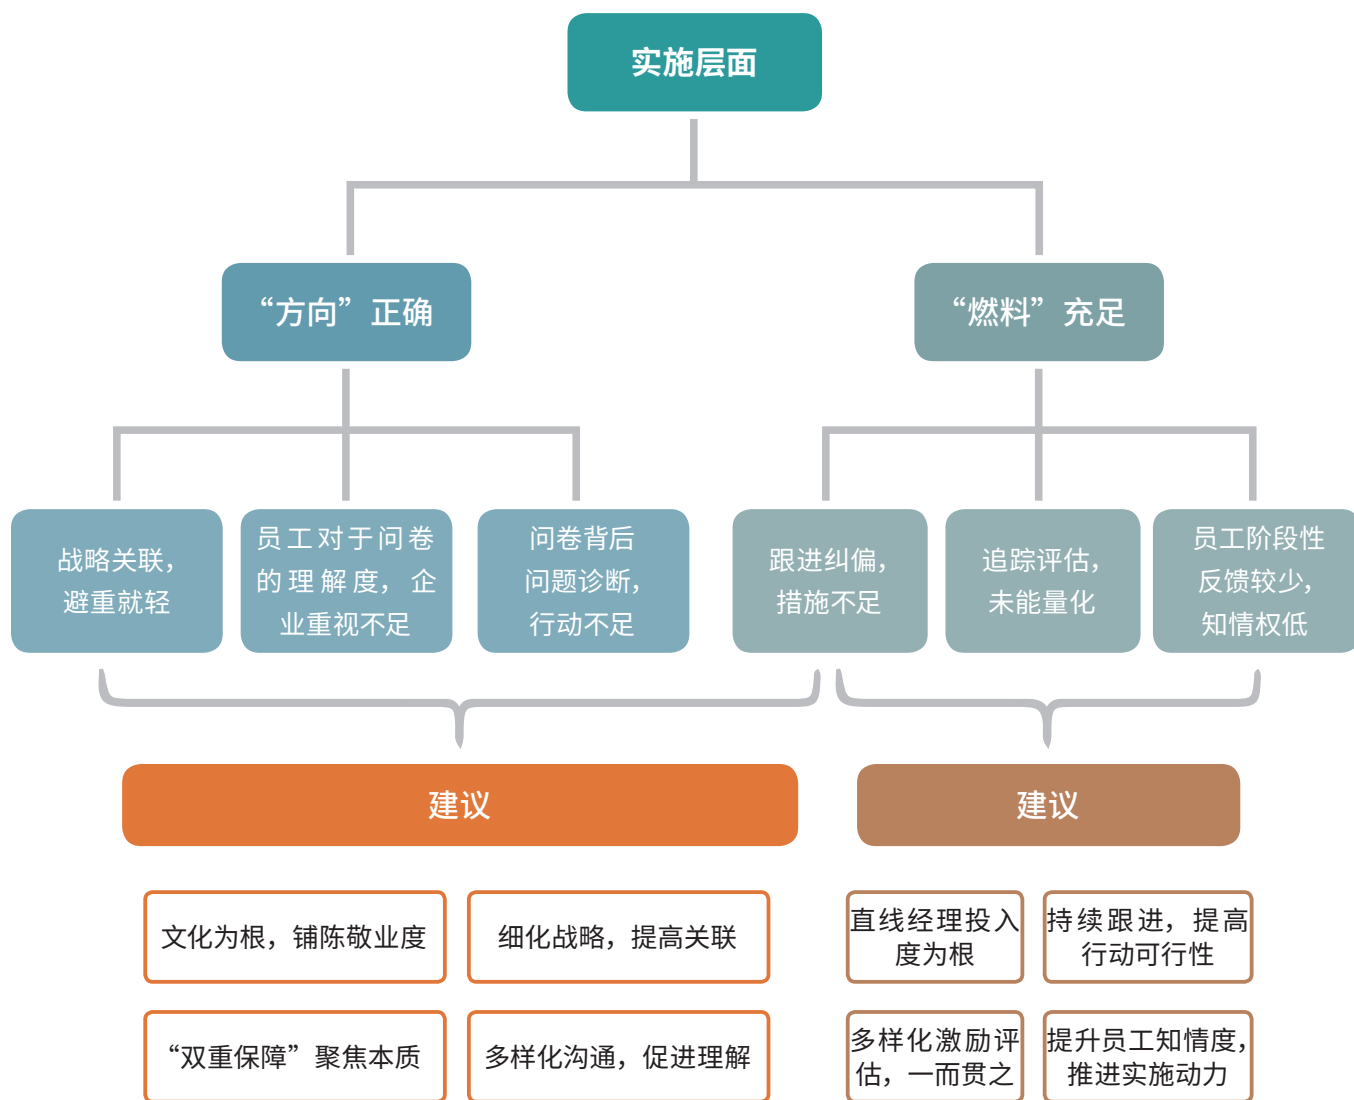 实施层面
“方向”正确
“燃料”充足
战略关联，
避重就轻
员工对于问卷
的理解度，企
业重视不足
问卷背后
问题诊断，
行动不足
跟进纠偏，
措施不足
追踪评估，
未能量化
员工阶段性
反馈较少，
知情权低
建议
建议
文化为根，铺陈敬业度
细化战略，提高关联
直线经理投入
度为根
持续跟进，提高
行动可行性
“双重保障”聚焦本质
多样化沟通，促进理解
多样化激励评
估，一而贯之
提升员工知情度，
推进实施动力